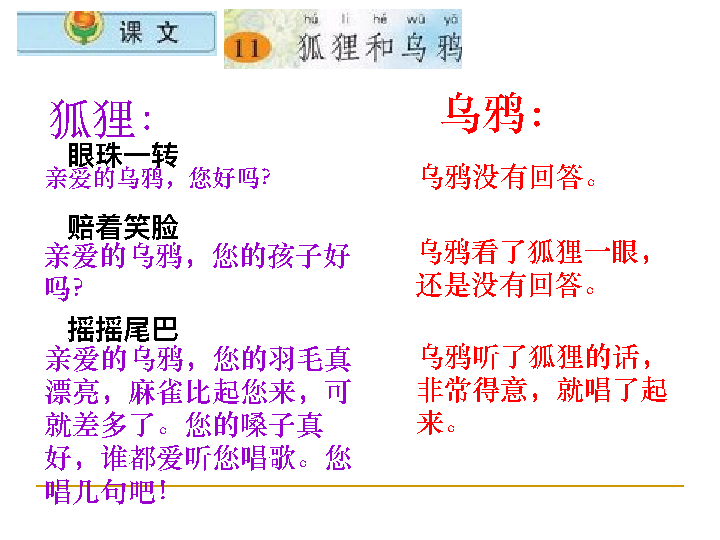 课 文
hú li hé wū yā
11 狐狸和乌鸦
狐狸：
眼珠一转
亲爱的乌鸦，您好吗?
赔着笑脸
亲爱的乌鸦，您的孩子好
吗?
摇摇尾巴
亲爱的乌鸦，您的羽毛真
漂亮，麻雀比起您来，可
就差多了。您的嗓子真
好，谁都爱听您唱歌。您
唱几句吧!
乌鸦：
乌鸦没有回答。
乌鸦看了狐狸一眼，
还是没有回答。
乌鸦听了狐狸的话，
非常得意，就唱了起
来。